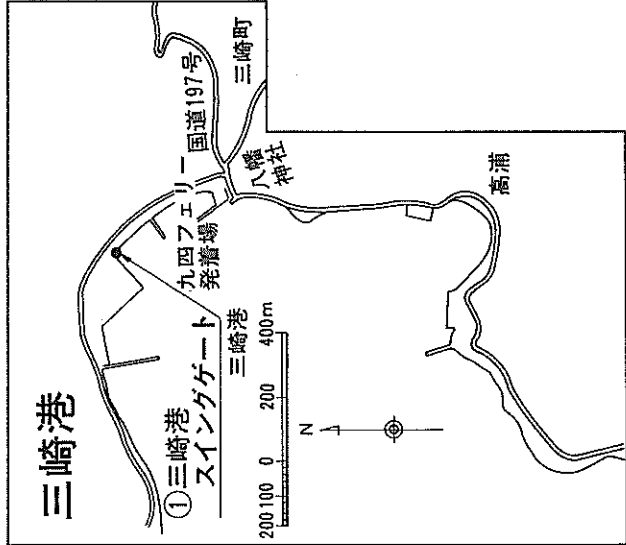 三崎港
①三崎港
スイングゲート
三崎港
九四フェリー
発着場
国道197号
三崎町
八幡
神社
高浦
200 100 0 200 400m
N